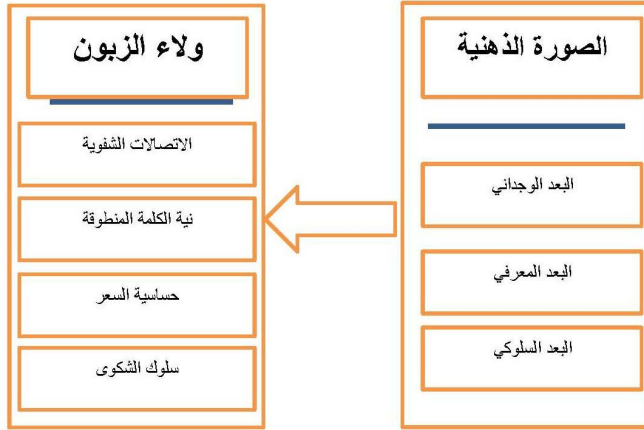 الصورة الذهنية
البعد الوجداني
البعد المعرفي
البعد السلوكي
ولاء الزبون
الاتصالات الشفوية
نية الكلمة المنطوقة
حساسية السعر
سلوك الشكوى